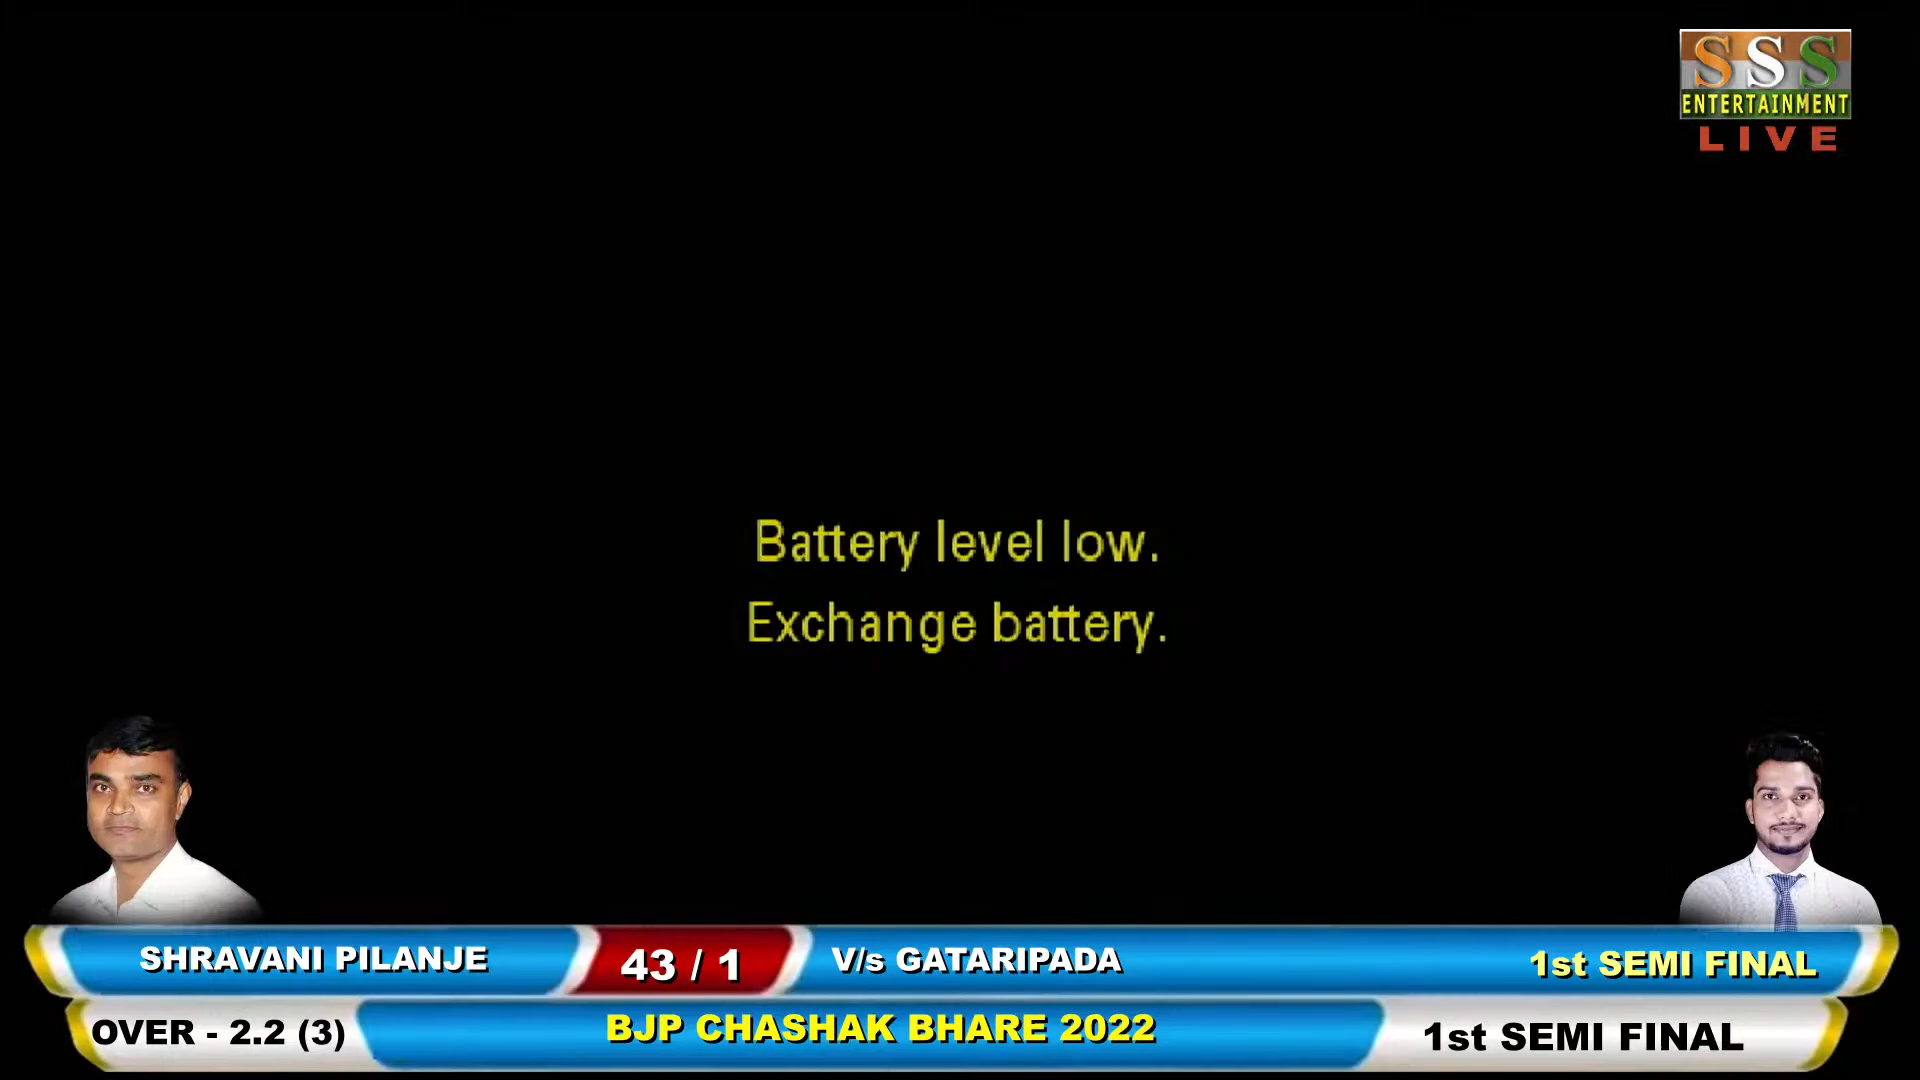 SSS
ENTERTAINMENT
LIVE
Battery level low.
Exchange battery.
SHRAVANI PILANJE
43 / 1
V/s GATARIPADA
1st SEMI FINAL
OVER - 2.2 (3)
BJP CHASHAK BHARE 2022
1st SEMI FINAL